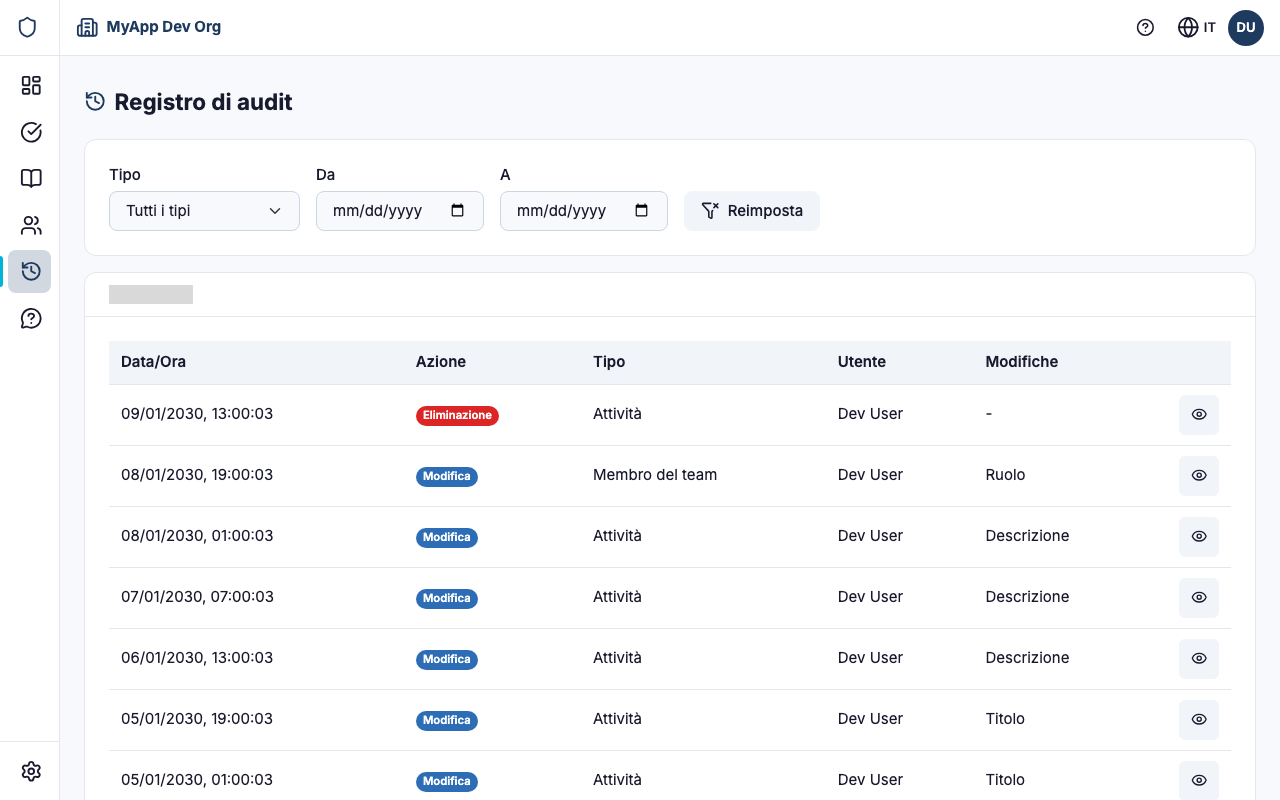 MyApp Dev Org
IT
DU
Registro di audit
Tipo
Da
A
Tutti i tipi
mm/dd/yyyy
mm/dd/yyyy
Reimposta
Data/Ora Azione Tipo Utente Modifiche
09/01/2030, 13:00:03 Eliminazione Attività Dev User -
08/01/2030, 19:00:03 Modifica Membro del team Dev User Ruolo
08/01/2030, 01:00:03 Modifica Attività Dev User Descrizione
07/01/2030, 07:00:03 Modifica Attività Dev User Descrizione
06/01/2030, 13:00:03 Modifica Attività Dev User Descrizione
05/01/2030, 19:00:03 Modifica Attività Dev User Titolo
05/01/2030, 01:00:03 Modifica Attività Dev User Titolo